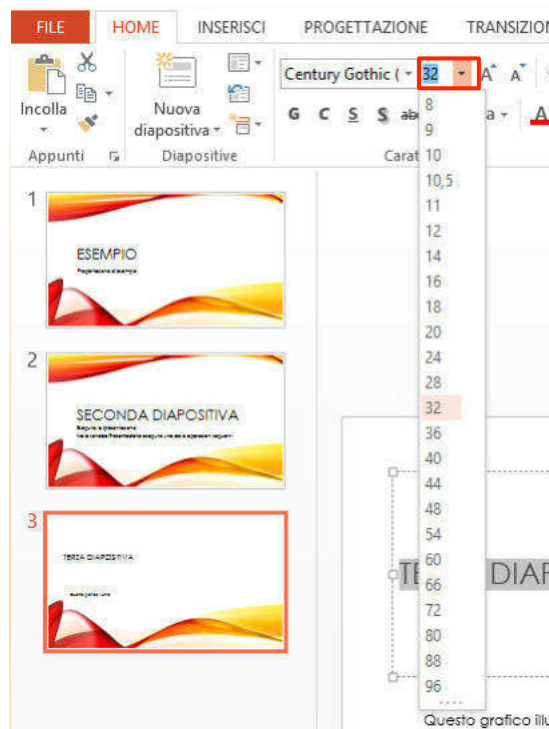 FILE HOME INSERISCI PROGETTAZIONE TRANSIZION
Century Gothic ( 32 A A
Incolla Nuova diapositiva
G C S S abc a A
Appunti Diapositive Carat
8
9
10
10,5
11
12
14
16
18
20
24
28
32
36
40
44
48
54
60
66
72
80
88
96
1
ESEMPIO
2
SECONDA DIAPOSITIVA
3
TERZA DIAPOSITIVA
TE DIAP
Questo grafico illu